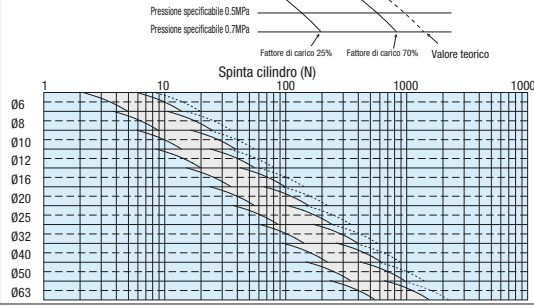 Pressione specificabile 0.5MPa
Pressione specificabile 0.7MPa
Fattore di carico 25% Fattore di carico 70% Valore teorico
Spinta cilindro (N)
1 10 100 1000 1000
Ø6
Ø8
Ø10
Ø12
Ø16
Ø20
Ø25
Ø32
Ø40
Ø50
Ø63